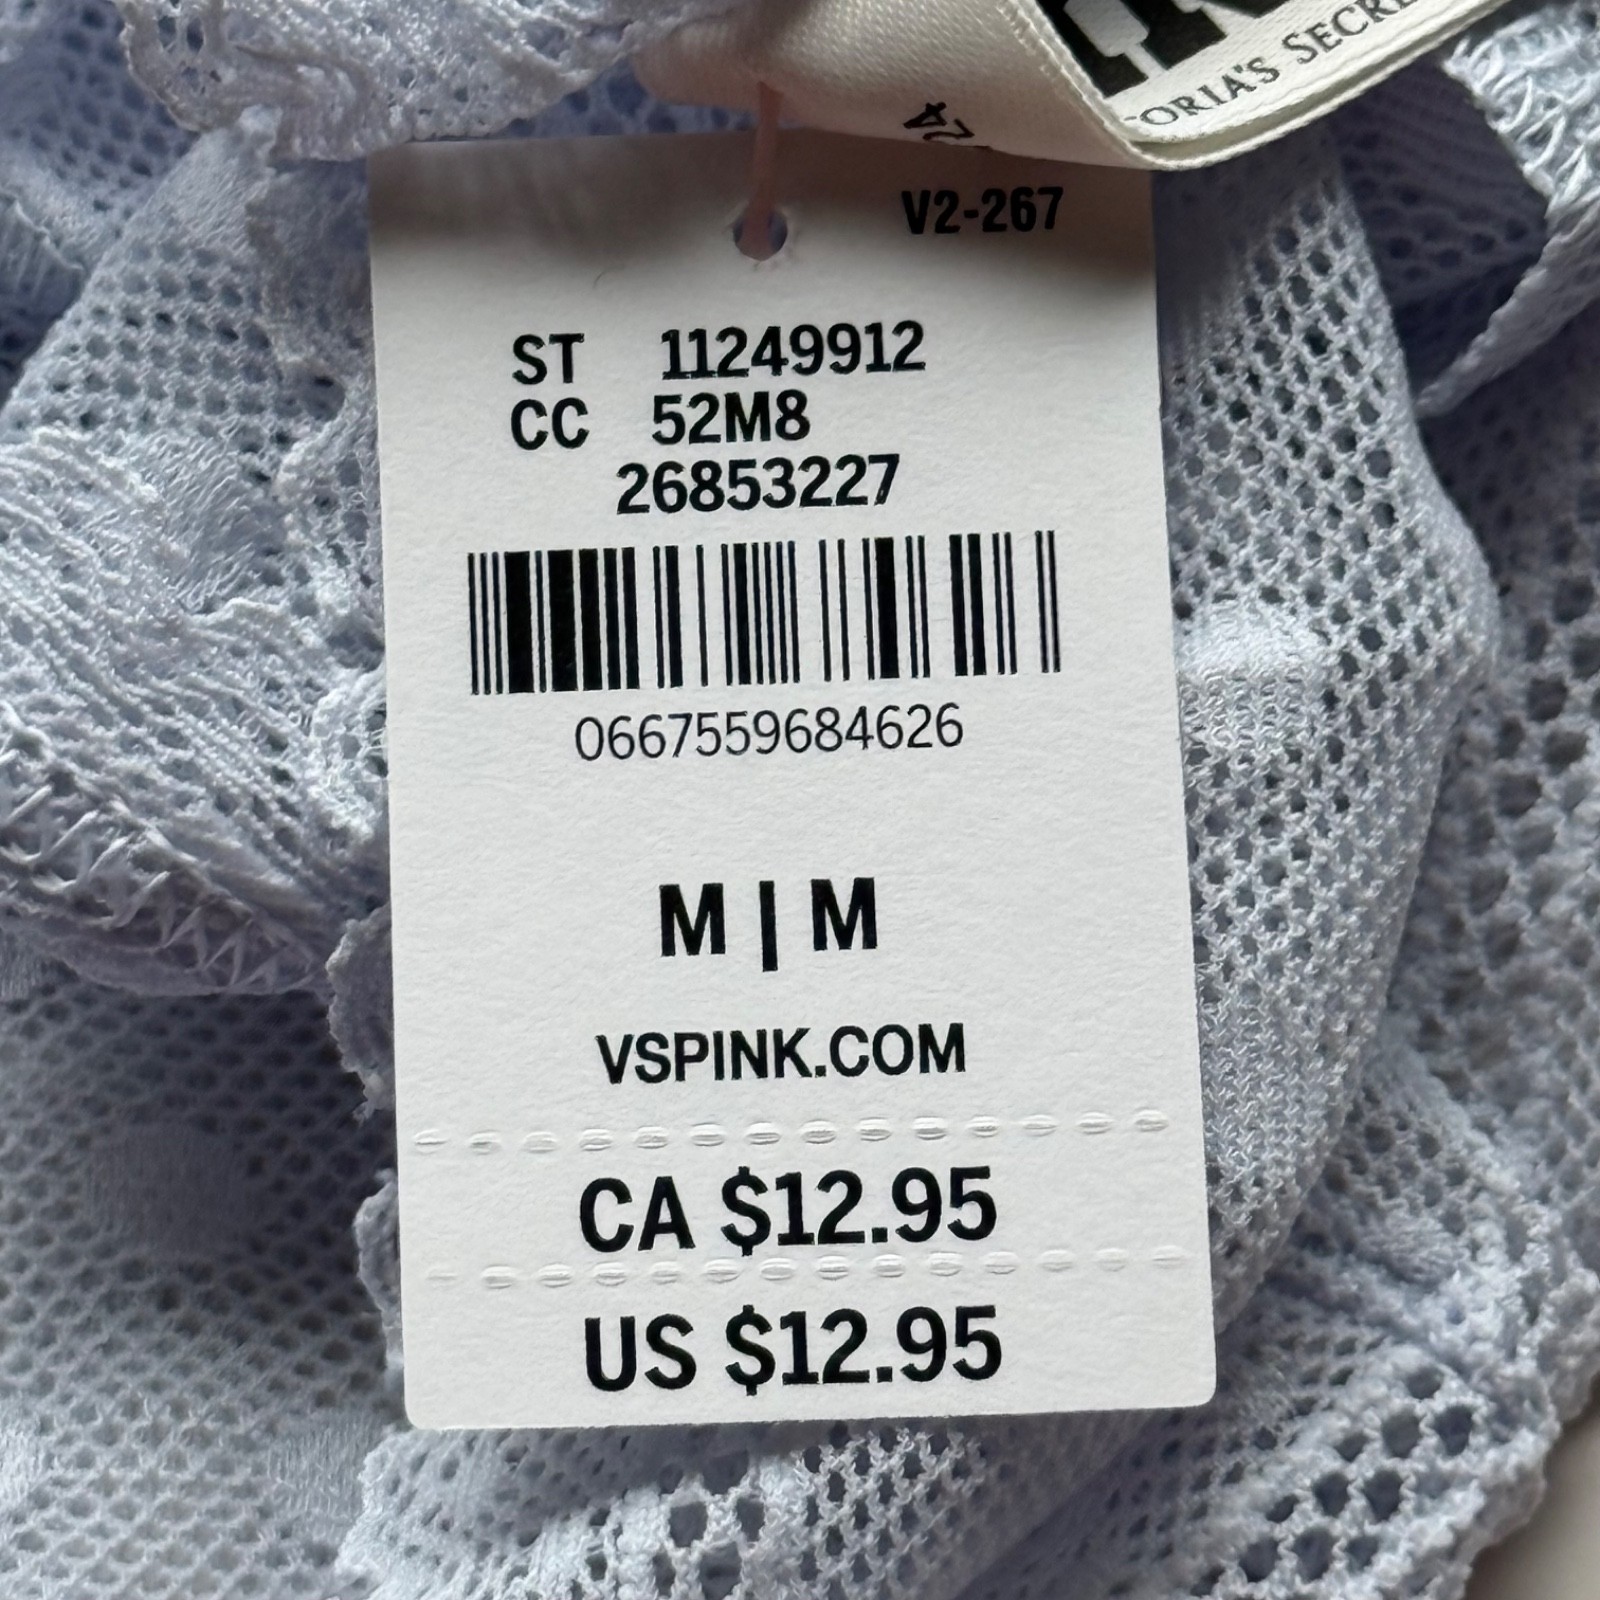 ORIA'S SECRE
V2-267
ST 11249912
CC 52M8
26853227
0667559684626
M | M
VSPINK.COM
CA $12.95
US $12.95